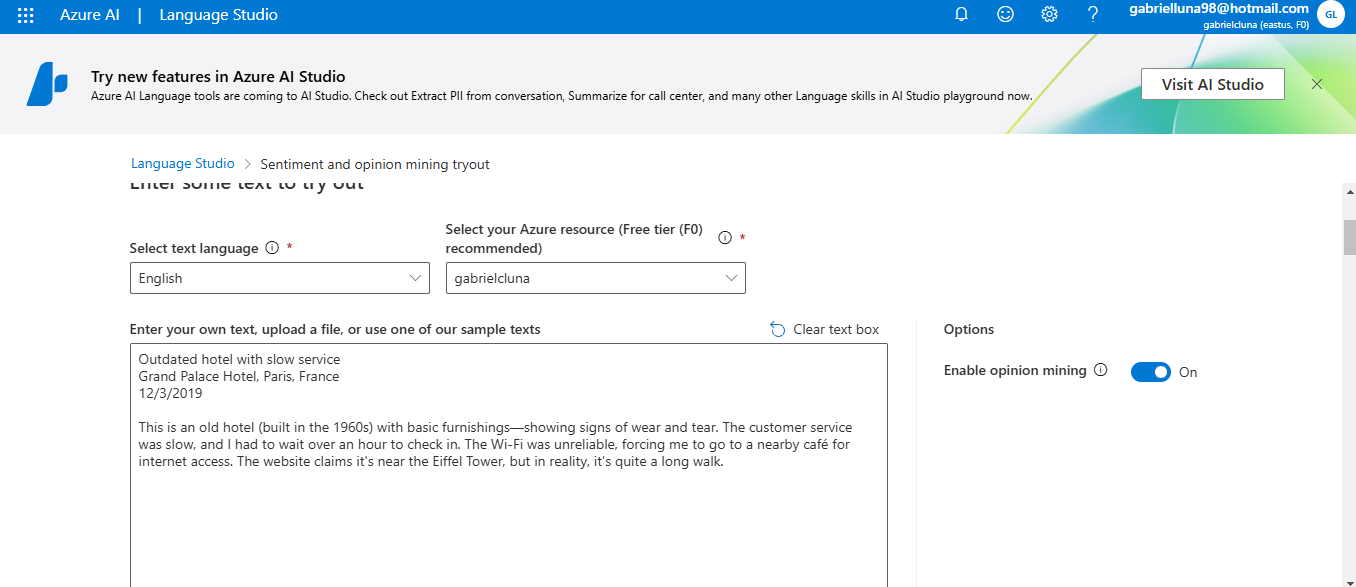 Azure AI | Language Studio
gabrielluna98@hotmail.com
gabrielcluna (eastus, F0)
GL
Try new features in Azure AI Studio
Azure AI Language tools are coming to AI Studio. Check out Extract PII from conversation, Summarize for call center, and many other Language skills in AI Studio playground now.
Visit AI Studio
Language Studio > Sentiment and opinion mining tryout
Enter some text to try out
Select text language *
Select your Azure resource (Free tier (F0)
recommended) *
English
gabrielcluna
Enter your own text, upload a file, or use one of our sample texts
Clear text box
Options
Enable opinion mining
On
Outdated hotel with slow service
Grand Palace Hotel, Paris, France
12/3/2019
This is an old hotel (built in the 1960s) with basic furnishings—showing signs of wear and tear. The customer service
was slow, and I had to wait over an hour to check in. The Wi-Fi was unreliable, forcing me to go to a nearby café for
internet access. The website claims it's near the Eiffel Tower, but in reality, it's quite a long walk.